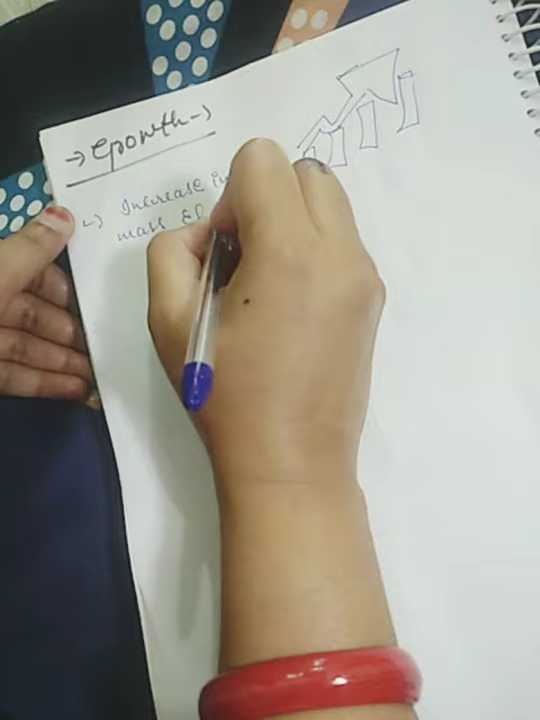 → Growth →
→ Increase in
mass &